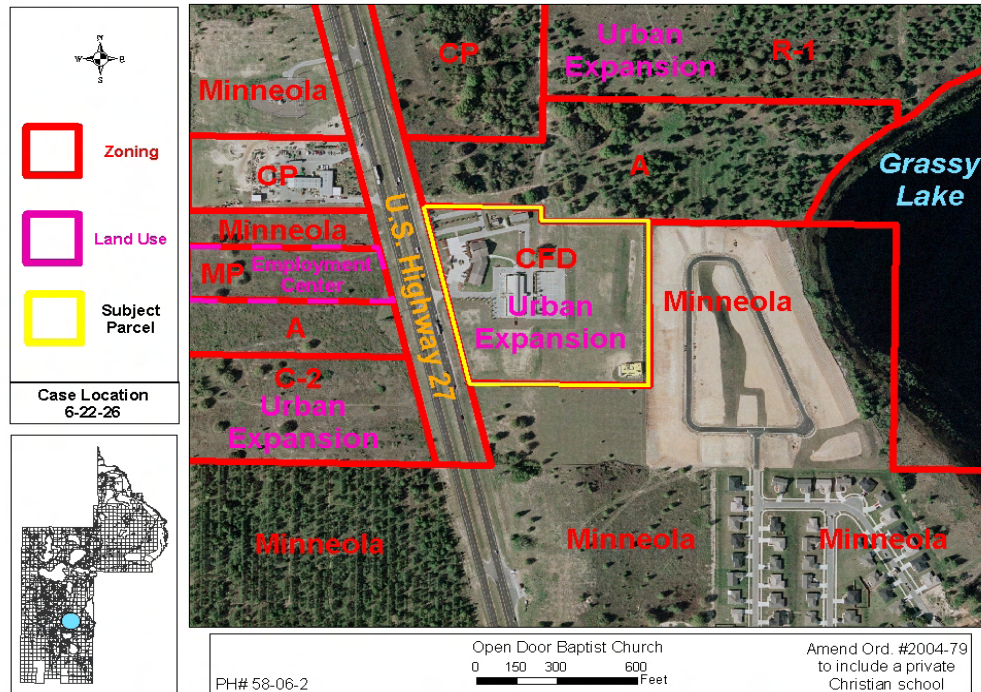 N
W E
S
Zoning
Land Use
Subject
Parcel
Case Location
6-22-26
Minneola
CP
Urban
Expansion
R-1
CP
A
Grassy
Lake
Minneola
MP
Employment
Center
U.S. Highway 27
CFD
Urban
Expansion
Minneola
A
C-2
Urban
Expansion
Minneola
Minneola
Minneola
PH# 58-06-2
Open Door Baptist Church
0 150 300 600
Feet
Amend Ord. #2004-79
to include a private
Christian school